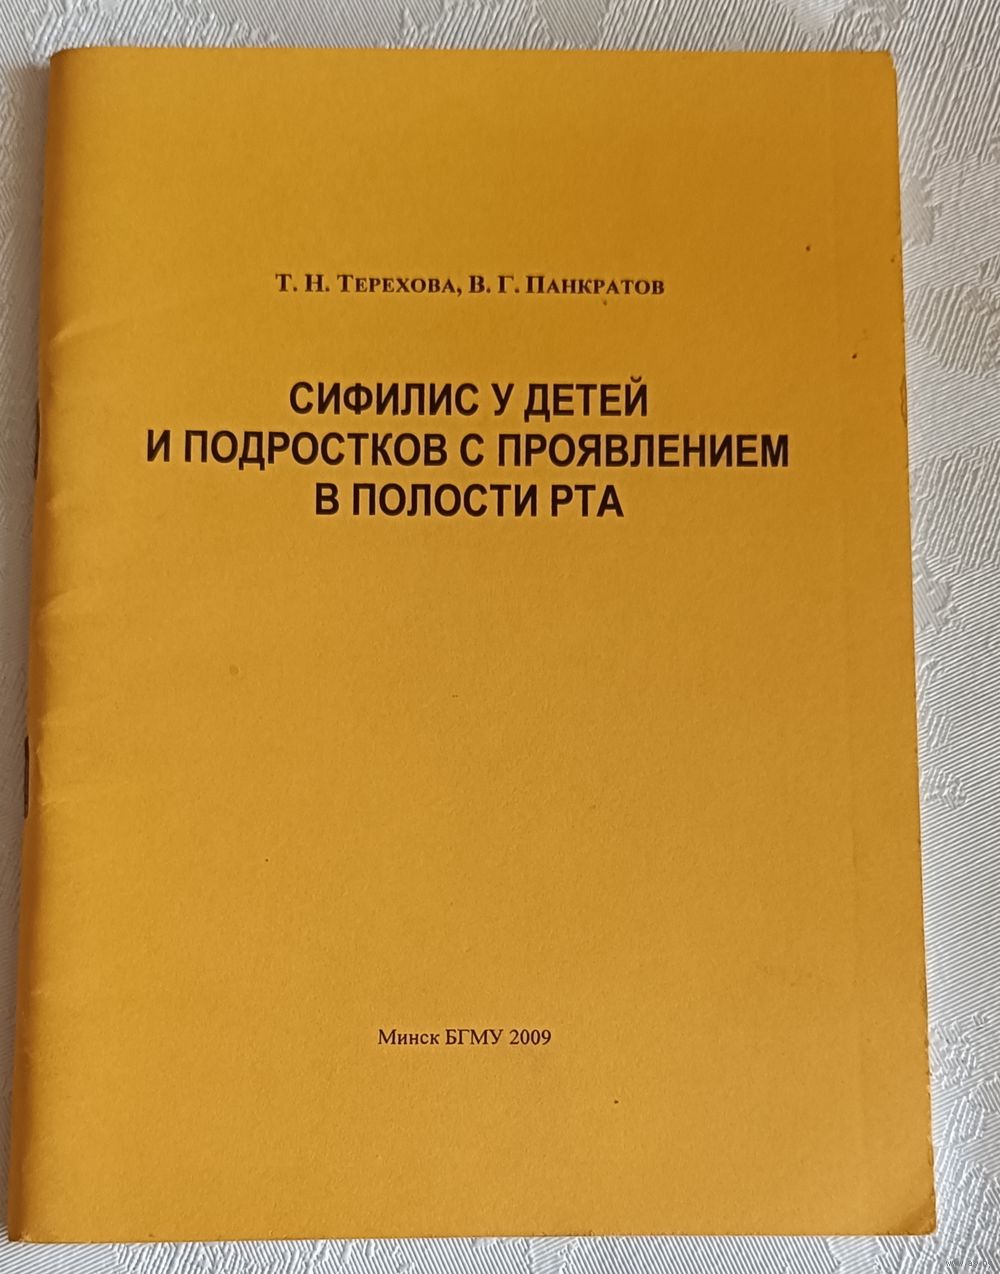 Т. Н. ТЕРЕХОВА, В. Г. ПАНКРАТОВ
СИФИЛИС У ДЕТЕЙ
И ПОДРОСТКОВ С ПРОЯВЛЕНИЕМ
В ПОЛОСТИ РТА
Минск БГМУ 2009